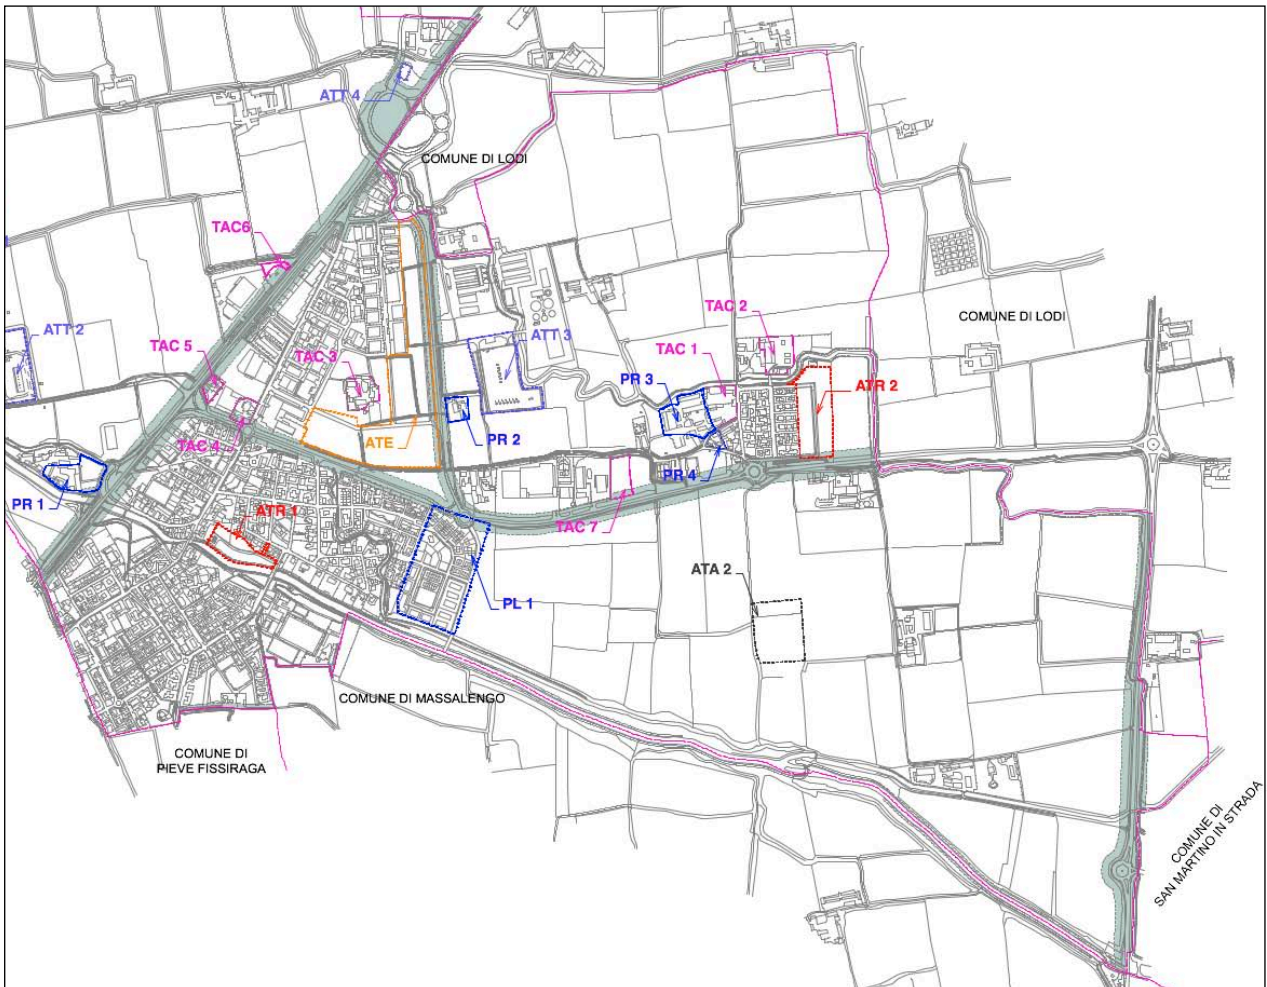 ATT 4
COMUNE DI LODI
TAC6
TAC 2
COMUNE DI LODI
ATT 2
ATT 3
TAC 5
TAC 3
TAC 1
PR 3
ATR 2
TAC 4
ATE
PR 2
PR 4
PR 1
ATR 1
TAC 7
ATA 2
PL 1
COMUNE DI MASSALENGO
COMUNE DI
PIEVE FISSIRAGA
COMUNE DI
SAN MARTINO IN STRADA